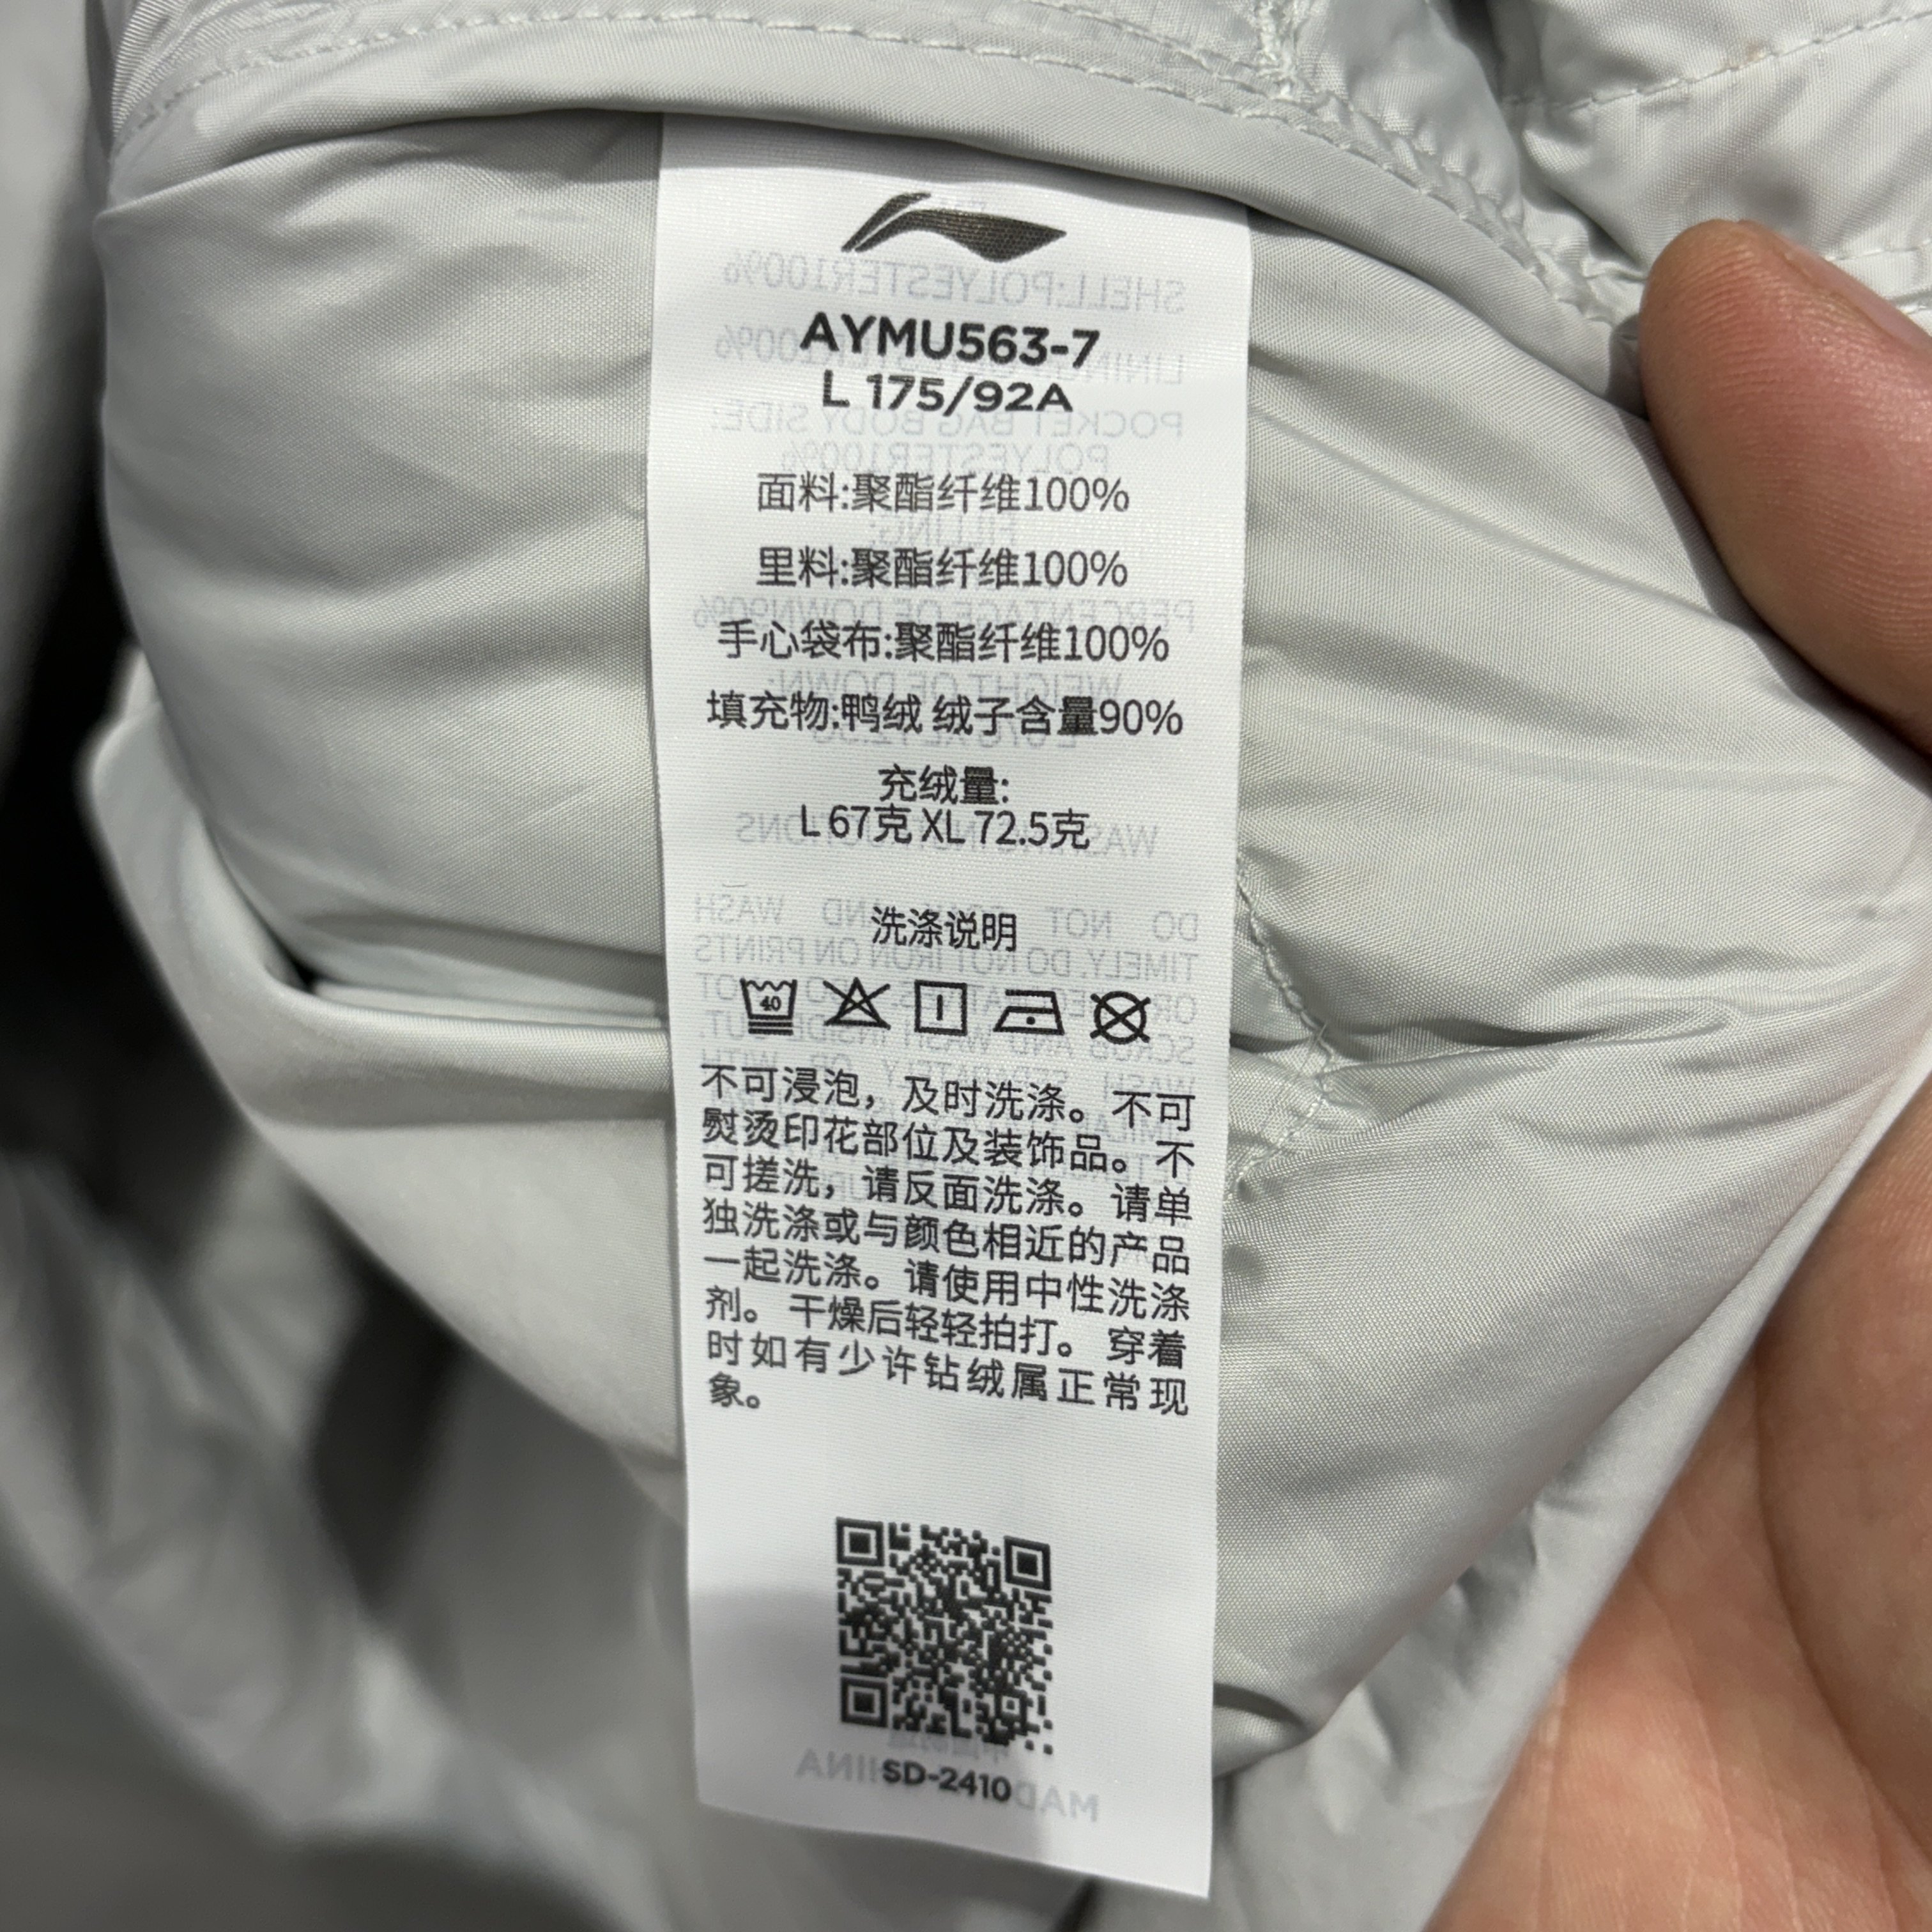 AYMU563-7
L 175/92A
面料:聚酯纤维100%
里料:聚酯纤维100%
手心袋布:聚酯纤维100%
填充物:鸭绒 绒子含量90%
充绒量:
L 67克 XL 72.5克
洗涤说明
40
不可浸泡，及时洗涤。不可
熨烫印花部位及装饰品。不
可搓洗，请反面洗涤。请单
独洗涤或与颜色相近的产品
一起洗涤。请使用中性洗涤
剂。干燥后轻轻拍打。穿着
时如有少许钻绒属正常现
象。
SD-2410